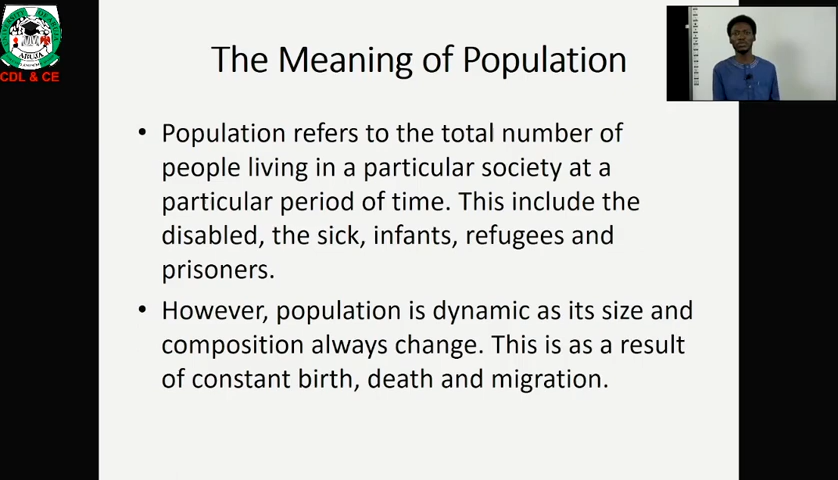 ABUJA
CDL & CE
The Meaning of Population
• Population refers to the total number of
people living in a particular society at a
particular period of time. This include the
disabled, the sick, infants, refugees and
prisoners.
• However, population is dynamic as its size and
composition always change. This is as a result
of constant birth, death and migration.